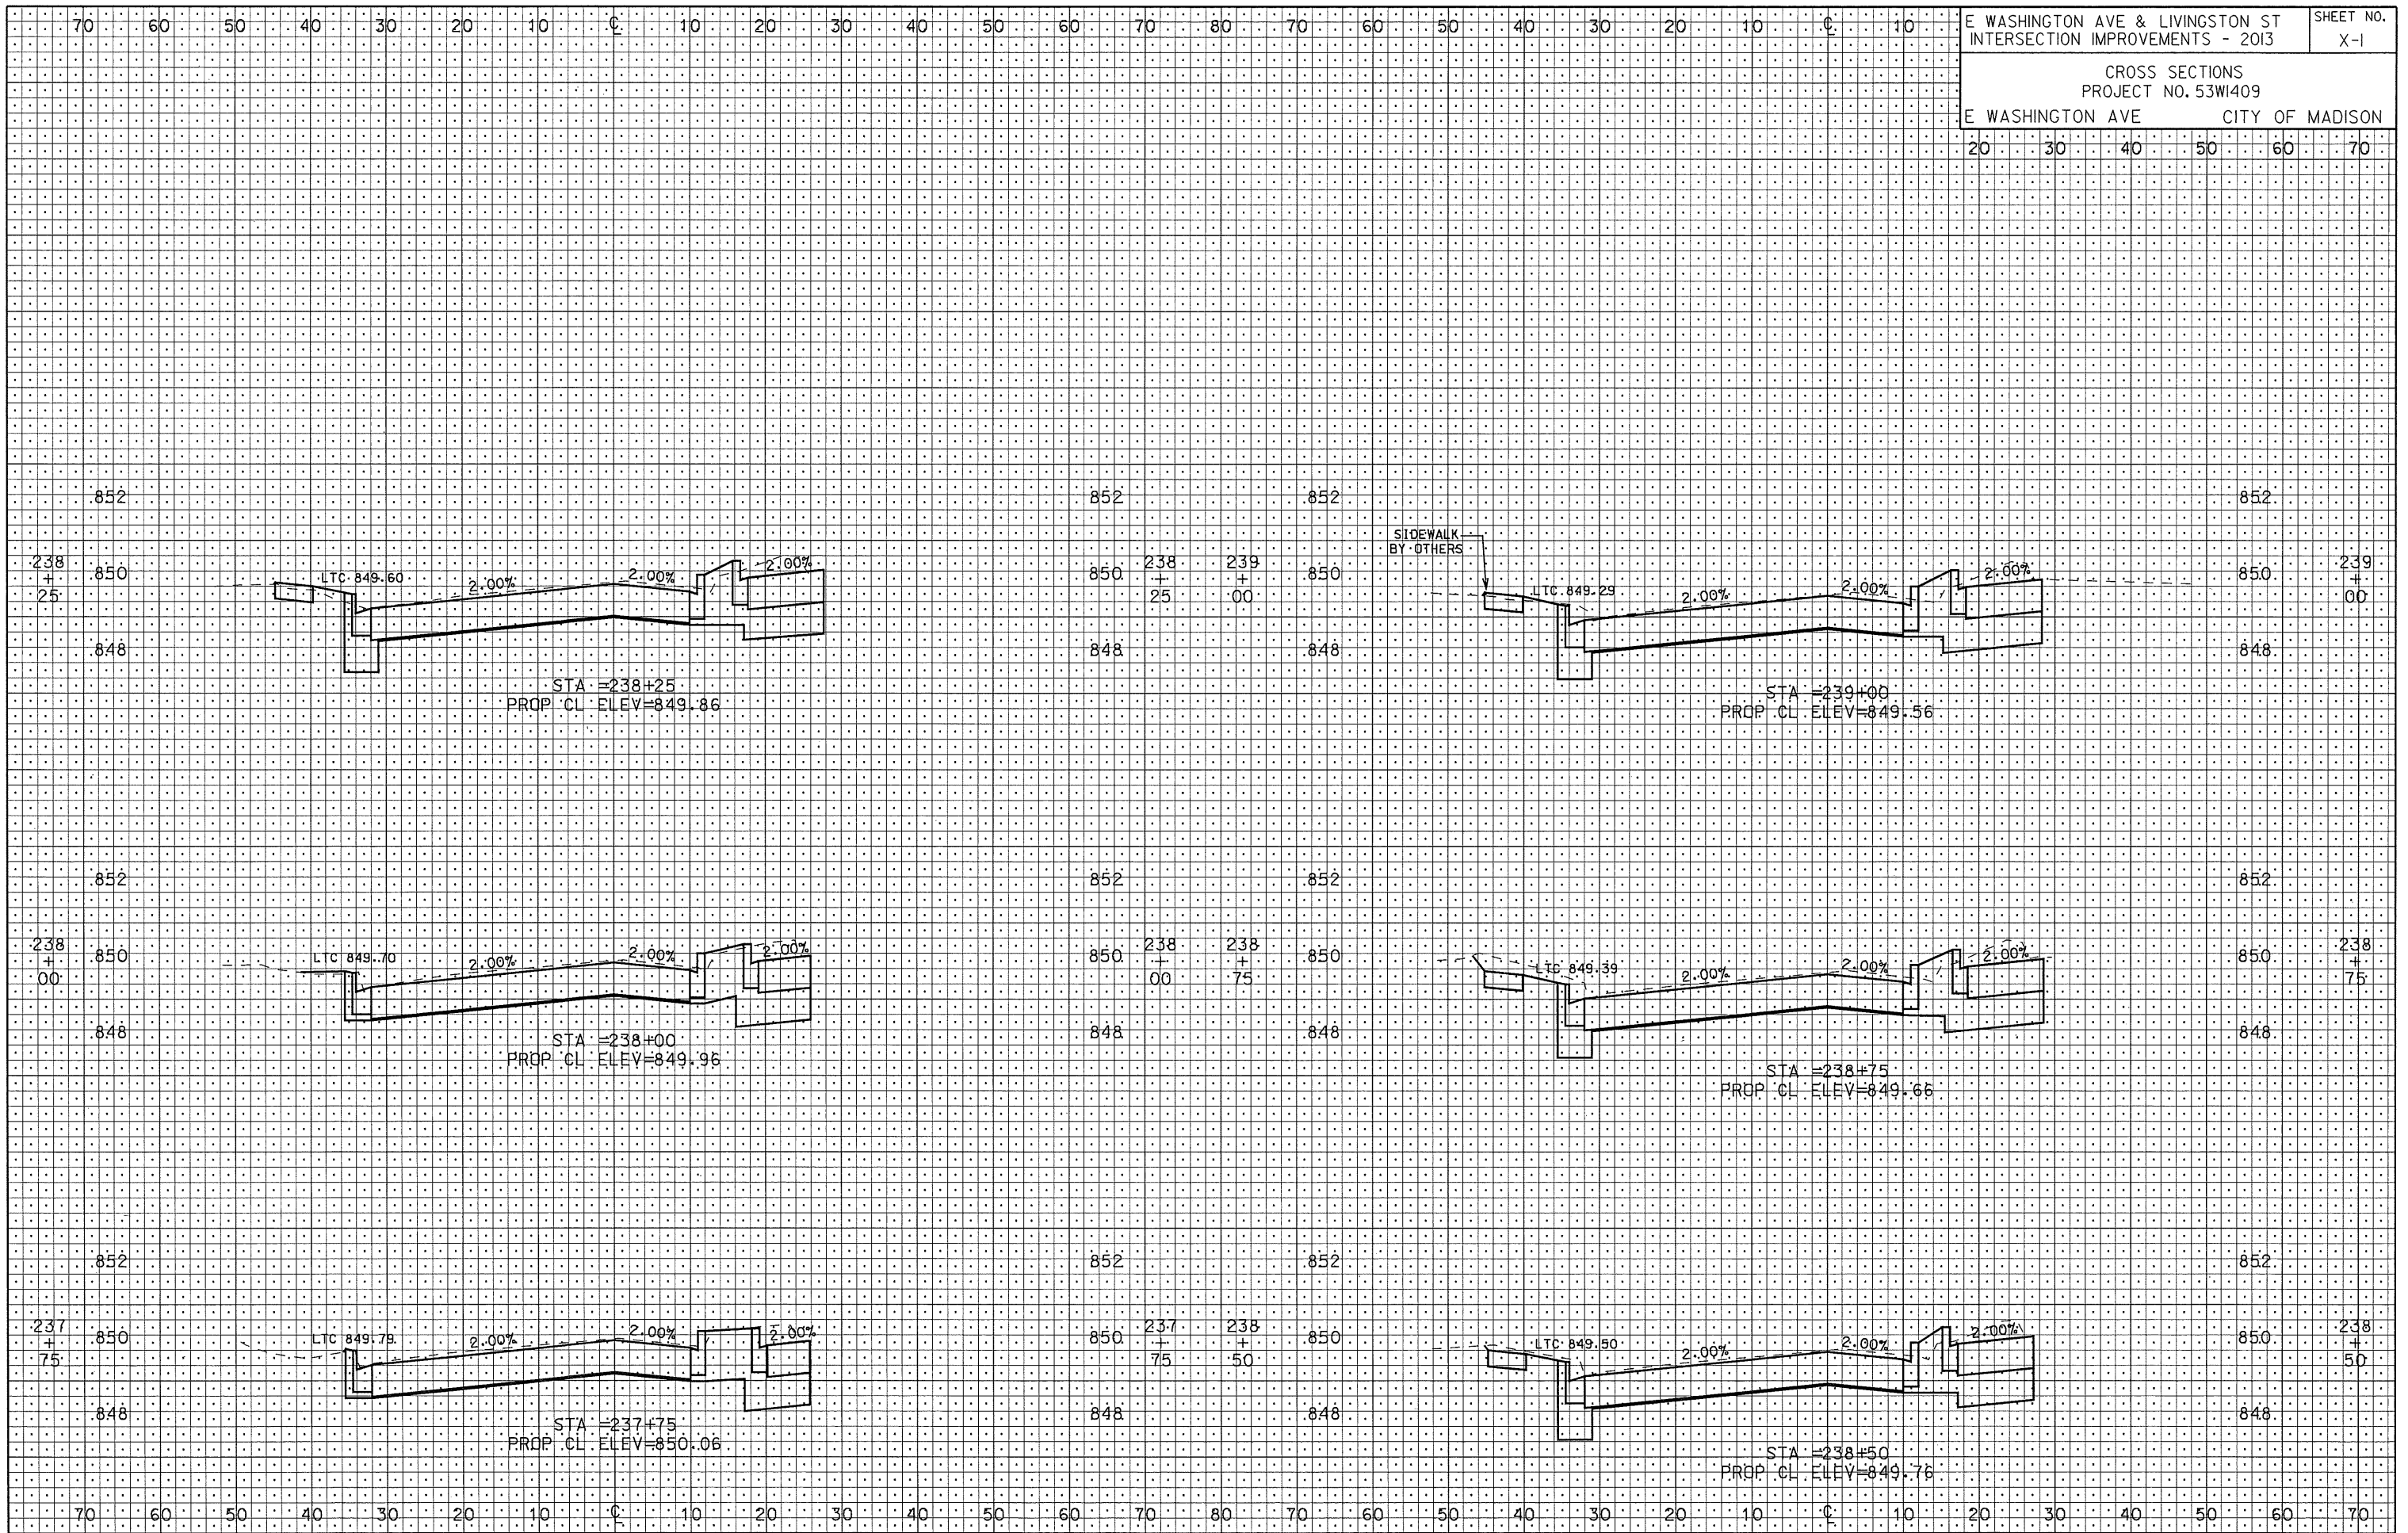 70 60 50 40 30 20 10 ℄ 10 20 30 40 50 60 70 80 70 60 50 40 30 20 10 ℄ 10
E WASHINGTON AVE & LIVINGSTON ST
INTERSECTION IMPROVEMENTS - 2013
SHEET NO.
X-1
CROSS SECTIONS
PROJECT NO. 53W1409
E WASHINGTON AVE CITY OF MADISON
20 30 40 50 60 70
852 852
238
+
25
850 850
238
+
25
848 848
LTC 849.60
2.00% 2.00% 2.00%
STA =238+25
PROP CL ELEV=849.86
852 852
239
+
00
850 850
239
+
00
848 848
SIDEWALK
BY OTHERS
LTC 849.29
2.00% 2.00% 2.00%
STA =239+00
PROP CL ELEV=849.56
852 852
238
+
00
850 850
238
+
00
848 848
LTC 849.70
2.00% 2.00% 2.00%
STA =238+00
PROP CL ELEV=849.96
852 852
238
+
75
850 850
238
+
75
848 848
LTC 849.39
2.00% 2.00% 2.00%
STA =238+75
PROP CL ELEV=849.66
852 852
237
+
75
850 850
237
+
75
848 848
LTC 849.79
2.00% 2.00% 2.00%
STA =237+75
PROP CL ELEV=850.06
852 852
238
+
50
850 850
238
+
50
848 848
LTC 849.50
2.00% 2.00% 2.00%
STA =238+50
PROP CL ELEV=849.76
70 60 50 40 30 20 10 ℄ 10 20 30 40 50 60 70 80 70 60 50 40 30 20 10 ℄ 10 20 30 40 50 60 70